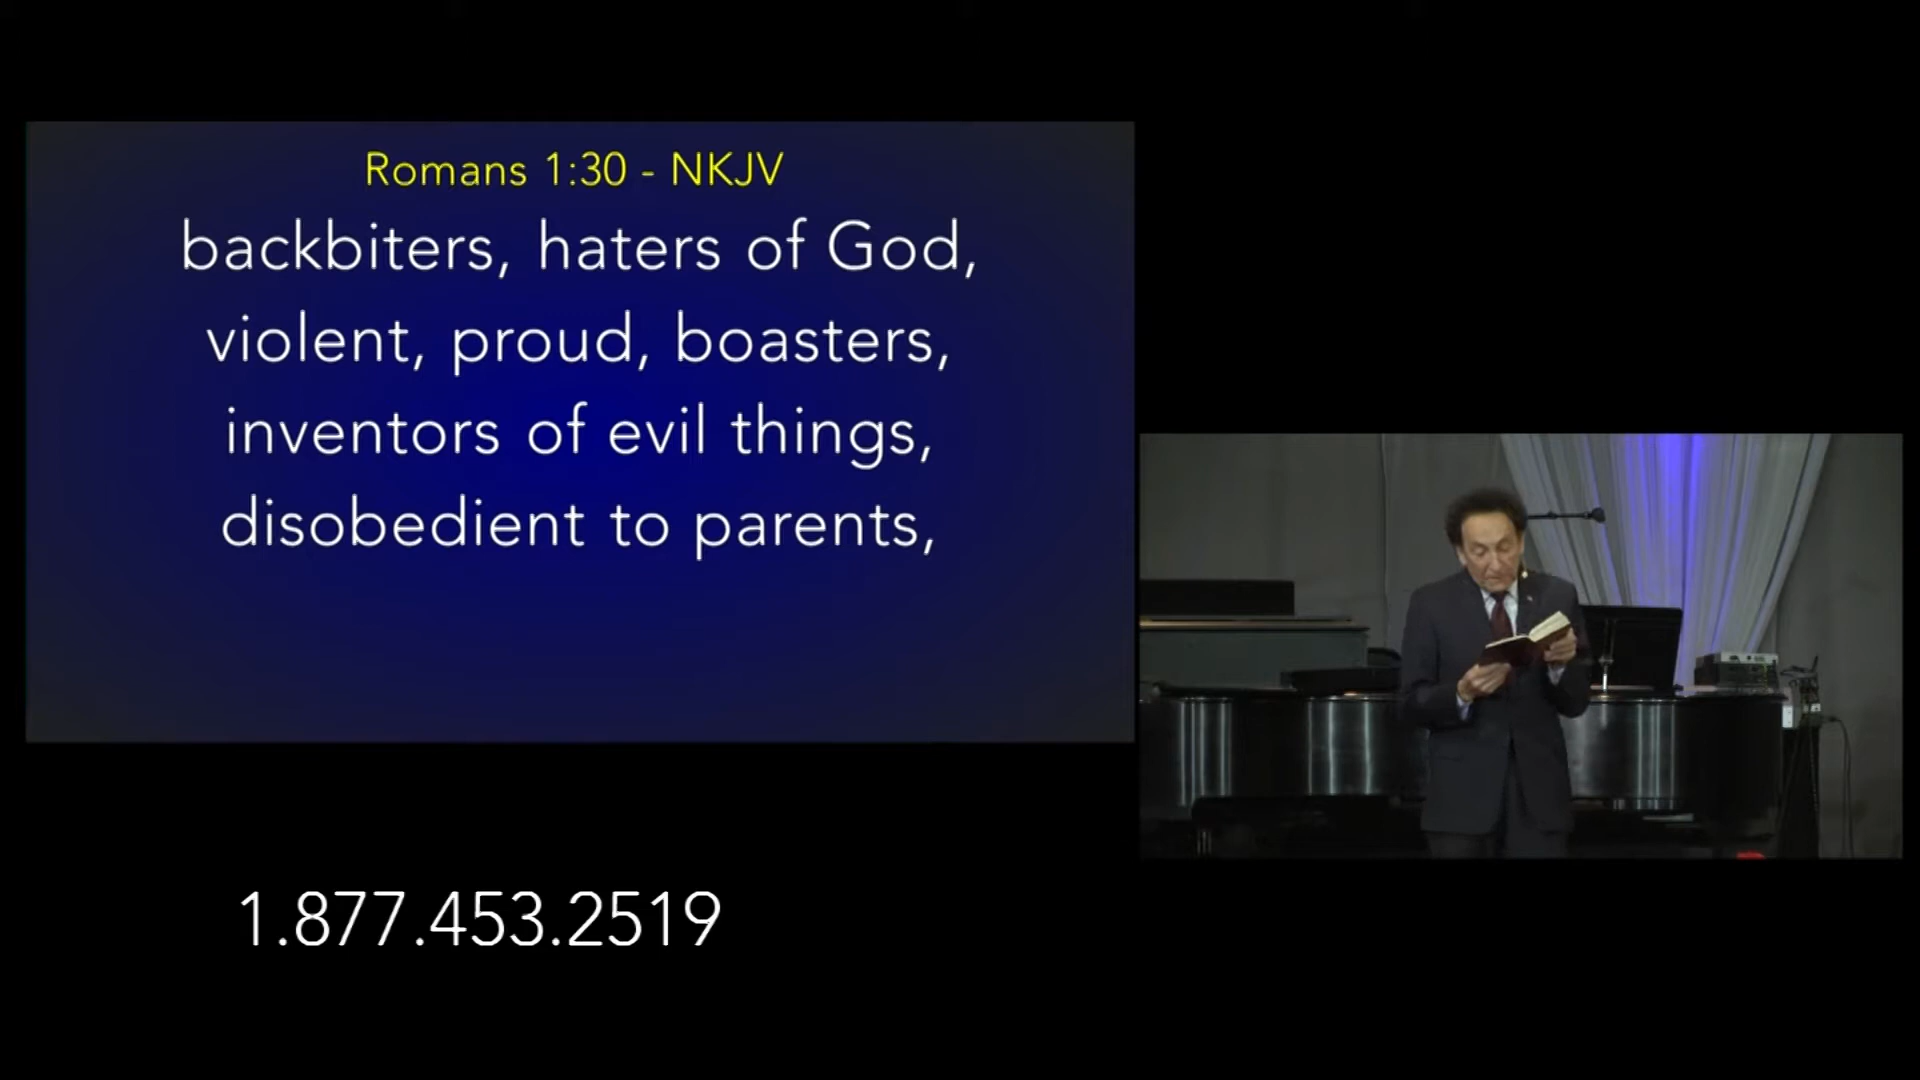 Romans 1:30 - NKJV
backbiters, haters of God,
violent, proud, boasters,
inventors of evil things,
disobedient to parents,
1.877.453.2519